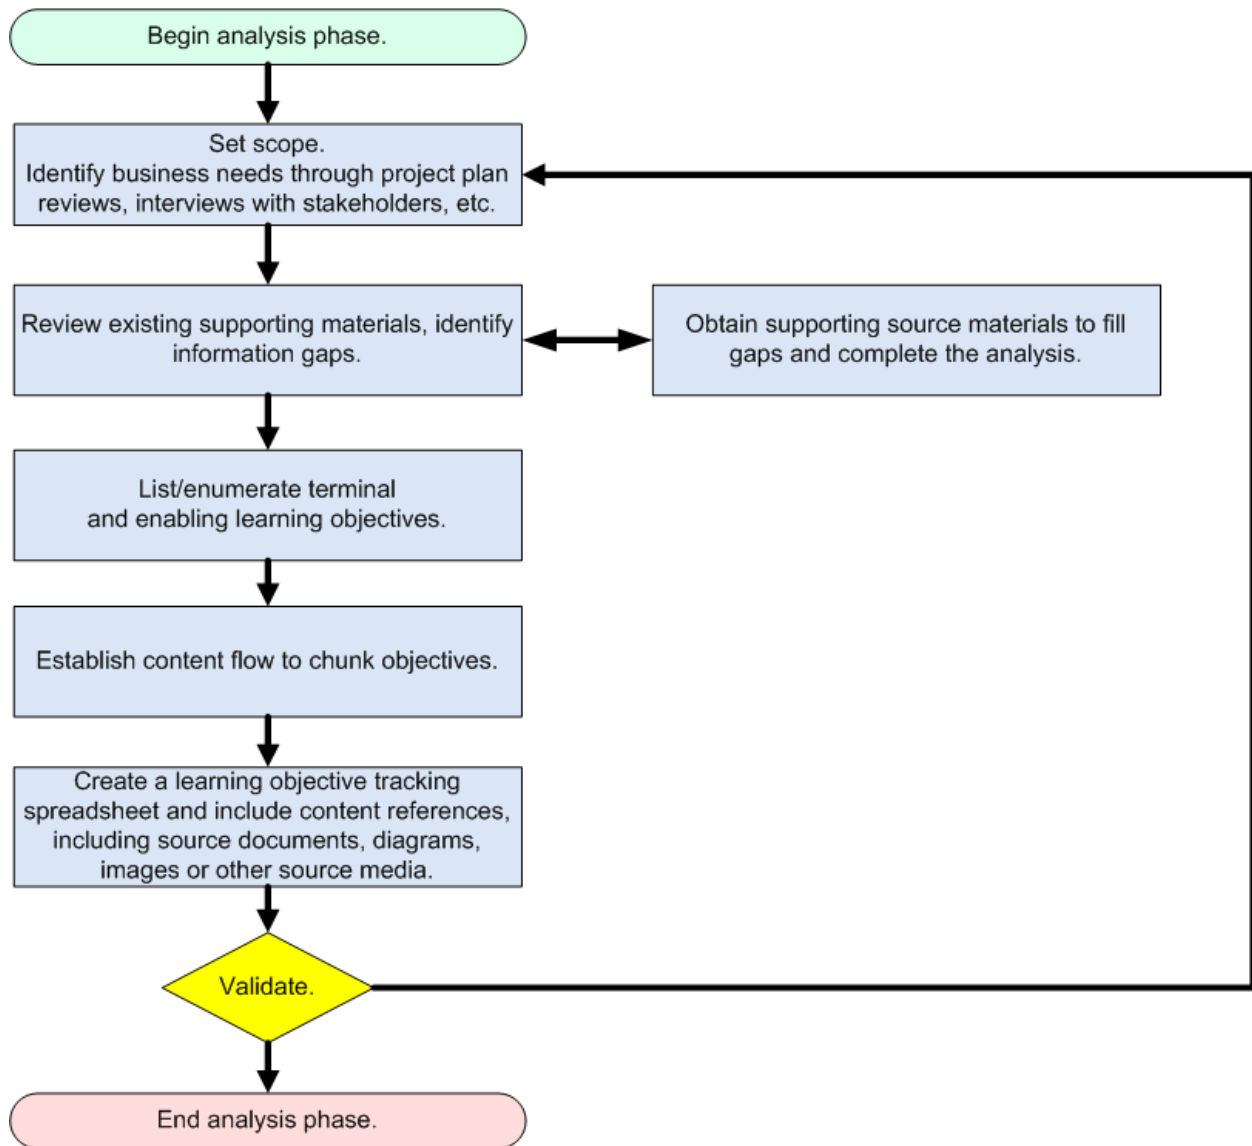 Begin analysis phase.
Set scope.
Identify business needs through project plan
reviews, interviews with stakeholders, etc.
Review existing supporting materials, identify
information gaps.
Obtain supporting source materials to fill
gaps and complete the analysis.
List/enumerate terminal
and enabling learning objectives.
Establish content flow to chunk objectives.
Create a learning objective tracking
spreadsheet and include content references,
including source documents, diagrams,
images or other source media.
Validate.
End analysis phase.